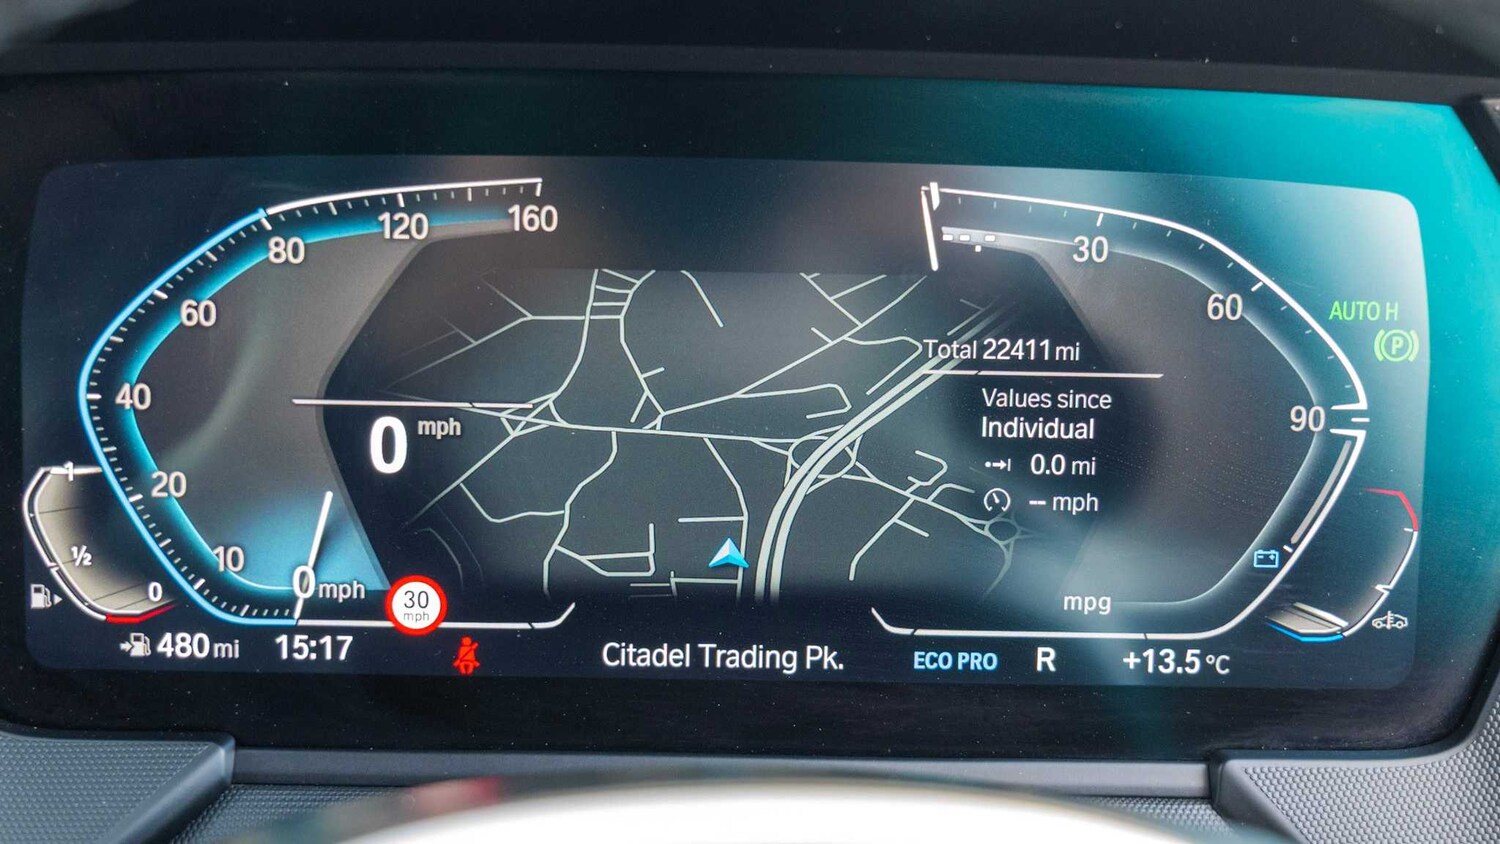 160
120
80
60
40
20
10
0 mph
1
1/2
0
480 mi
15:17
0 mph
30
mph
Citadel Trading Pk.
Total 22411 mi
Values since
Individual
0.0 mi
-- mph
30
60
90
mpg
AUTO H
P
ECO PRO
R
+13.5 °C